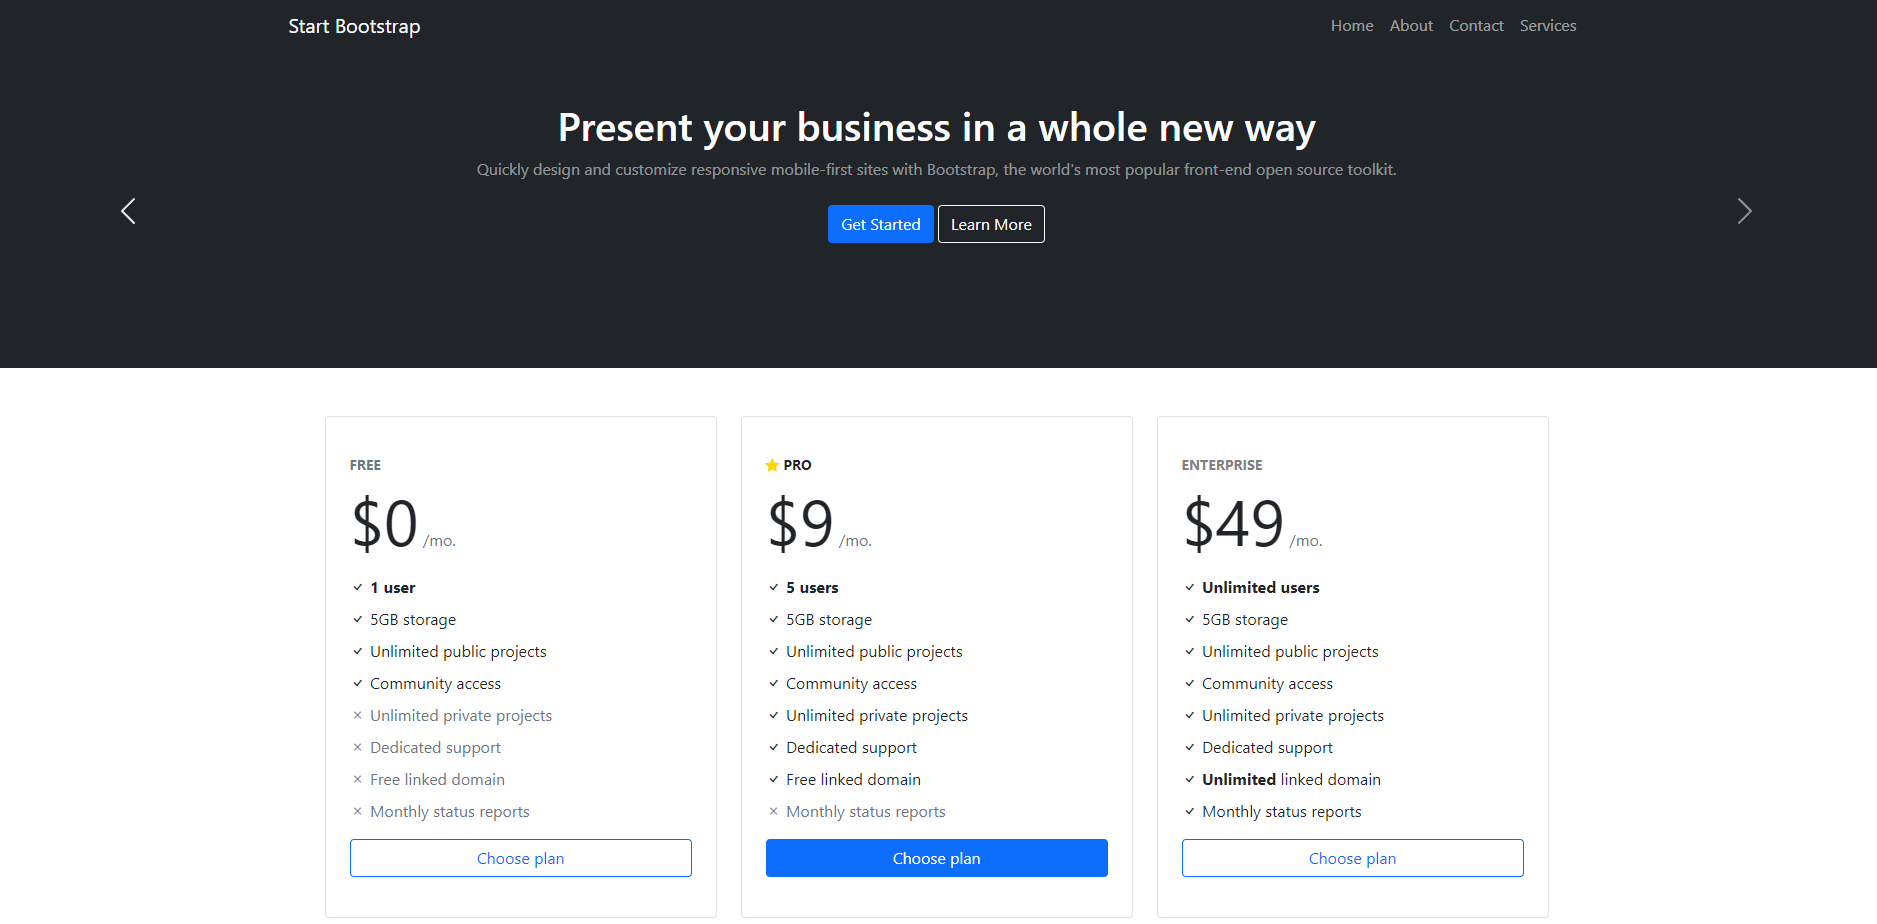 Start Bootstrap
Home About Contact Services
Present your business in a whole new way
Quickly design and customize responsive mobile-first sites with Bootstrap, the world's most popular front-end open source toolkit.
Get Started Learn More
FREE
$0 /mo.
1 user
5GB storage
Unlimited public projects
Community access
Unlimited private projects
Dedicated support
Free linked domain
Monthly status reports
Choose plan
PRO
$9 /mo.
5 users
5GB storage
Unlimited public projects
Community access
Unlimited private projects
Dedicated support
Free linked domain
Monthly status reports
Choose plan
ENTERPRISE
$49 /mo.
Unlimited users
5GB storage
Unlimited public projects
Community access
Unlimited private projects
Dedicated support
Unlimited linked domain
Monthly status reports
Choose plan